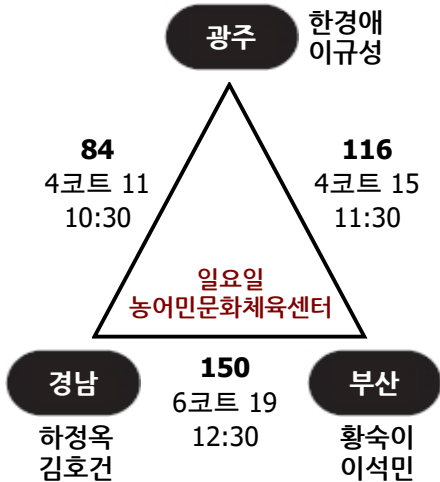 광주
한경애
이규성
84
4코트 11
10:30
116
4코트 15
11:30
일요일
농어민문화체육센터
경남
하정옥
김호건
150
6코트 19
12:30
부산
황숙이
이석민